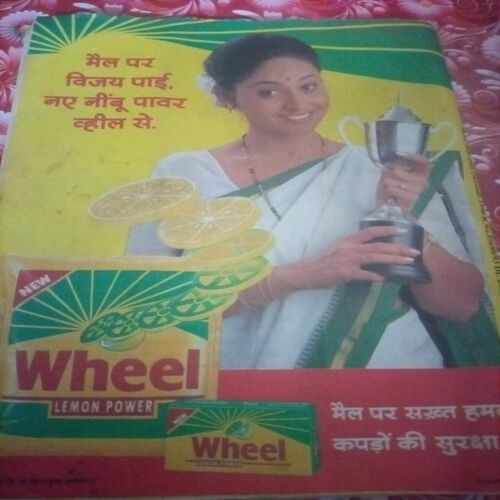 मैल पर
विजय पाई,
नए नींबू पावर
व्हील से.
NEW
Wheel
LEMON POWER
NEW
Wheel
LEMON POWER
मैल पर सख़्त हमा
कपड़ों की सुरक्षा